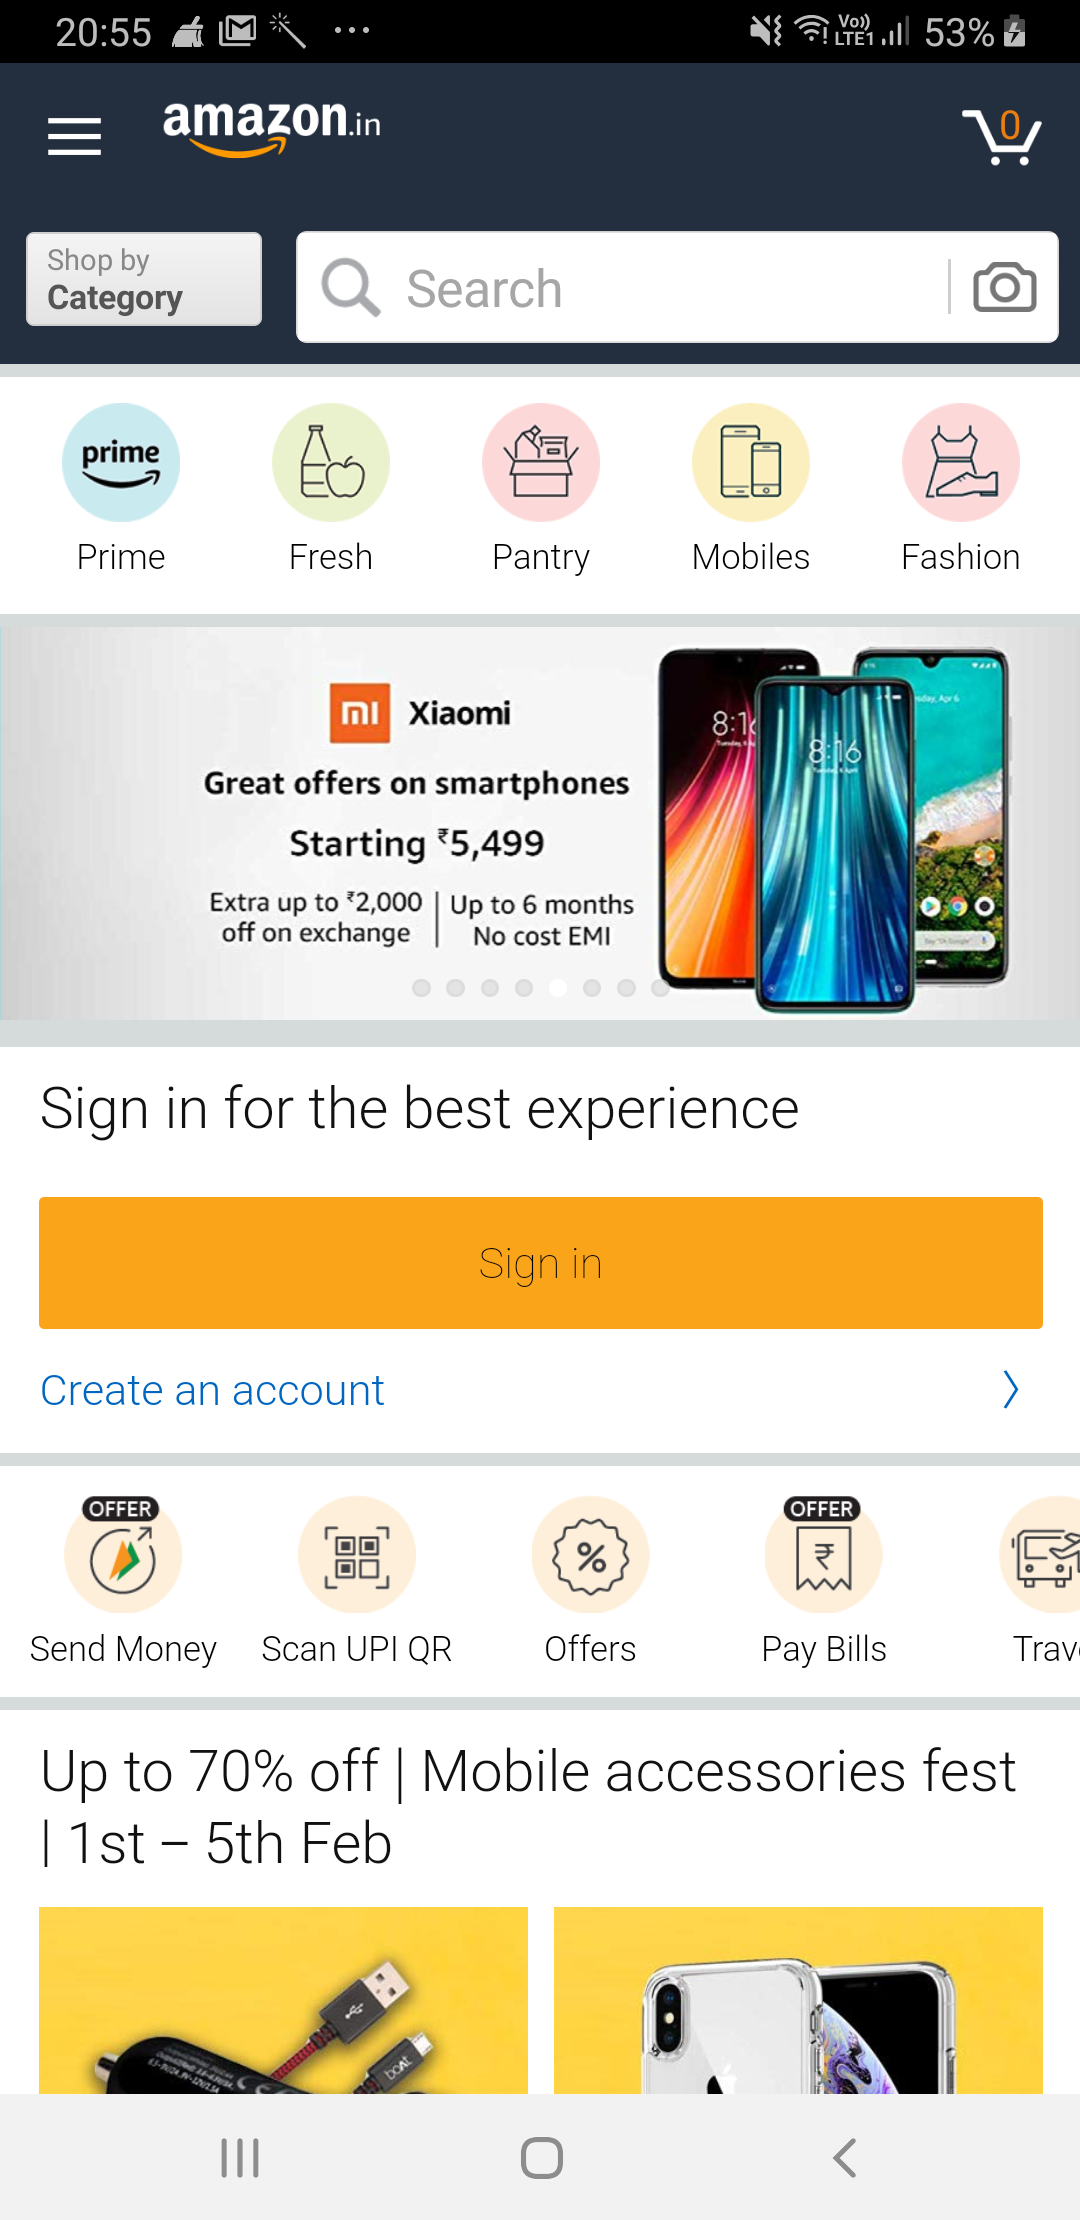 20:55
Vo))
LTE1
53%
amazon.in
0
Shop by
Category
Search
prime
Prime
Fresh
Pantry
Mobiles
Fashion
mi Xiaomi
Great offers on smartphones
Starting ₹5,499
Extra up to ₹2,000
off on exchange
Up to 6 months
No cost EMI
8:16
Sign in for the best experience
Sign in
Create an account
OFFER
OFFER
Send Money
Scan UPI QR
Offers
Pay Bills
Trav
Up to 70% off | Mobile accessories fest
| 1st – 5th Feb
boAt